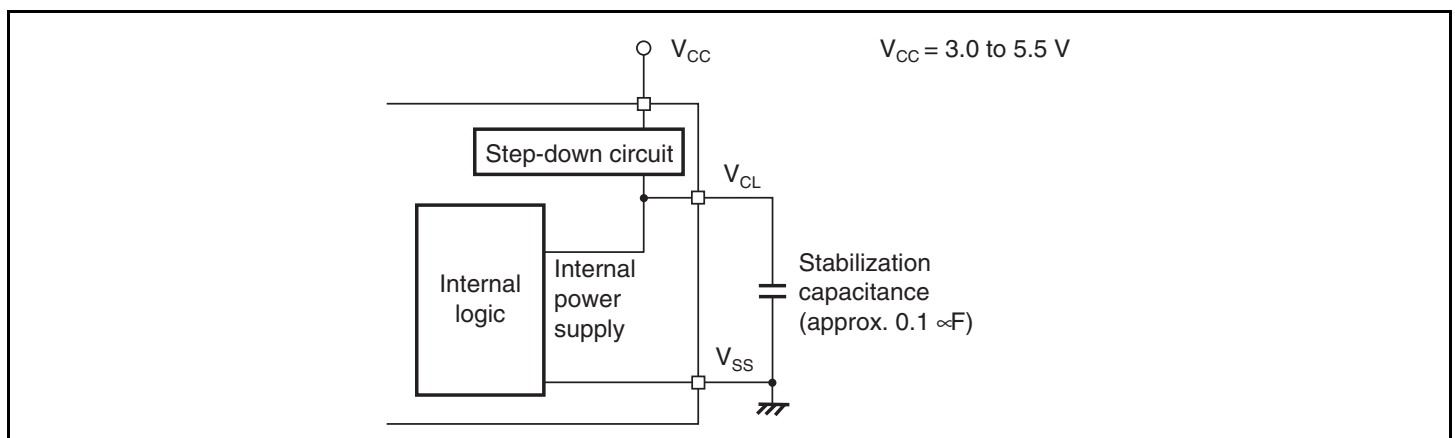 V_CC
V_CC = 3.0 to 5.5 V
Step-down circuit
V_CL
Internal
logic
Internal
power
supply
Stabilization
capacitance
(approx. 0.1 ∝F)
V_SS